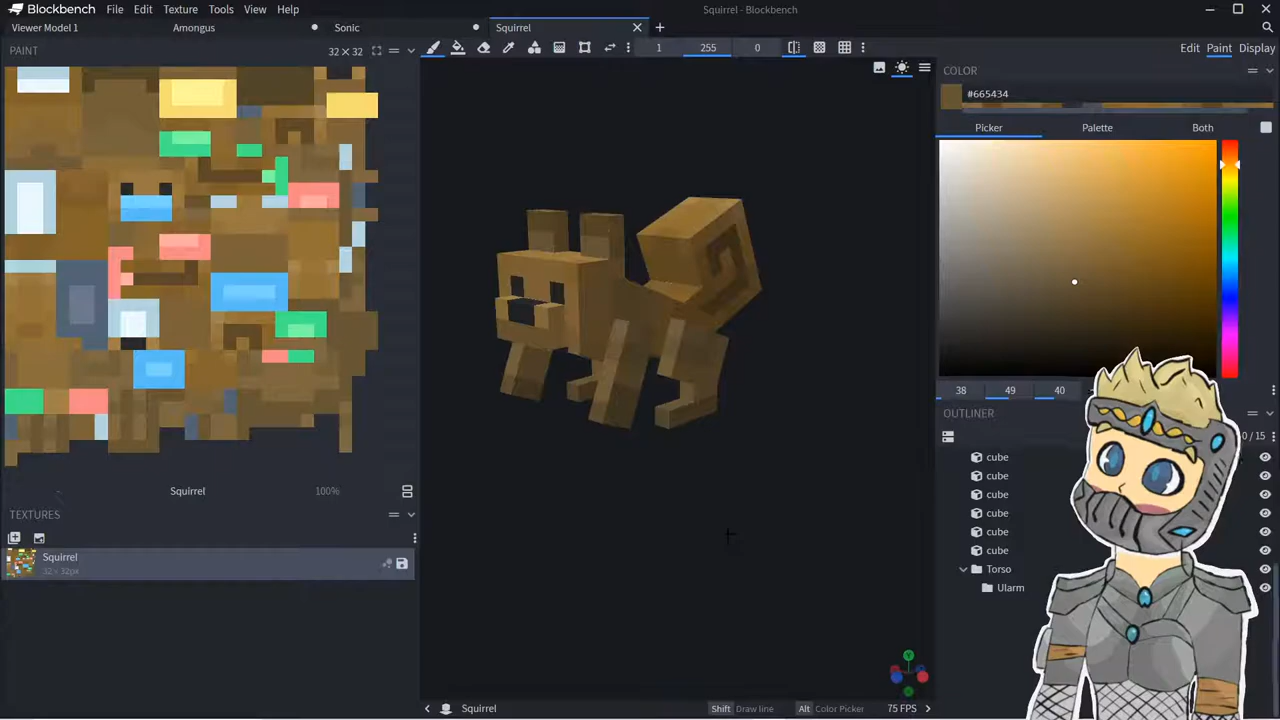 Blockbench File Edit Texture Tools View Help Squirrel - Blockbench
Viewer Model 1 Amongus Sonic Squirrel
PAINT 32 × 32 1 255 0 Edit Paint Display
COLOR
#665434
Picker Palette Both
38 49 40
OUTLINER
0 / 15
cube
cube
cube
cube
cube
cube
Torso
Ularm
Squirrel 100%
TEXTURES
Squirrel
32 × 32px
Squirrel Shift Draw line Alt Color Picker 75 FPS